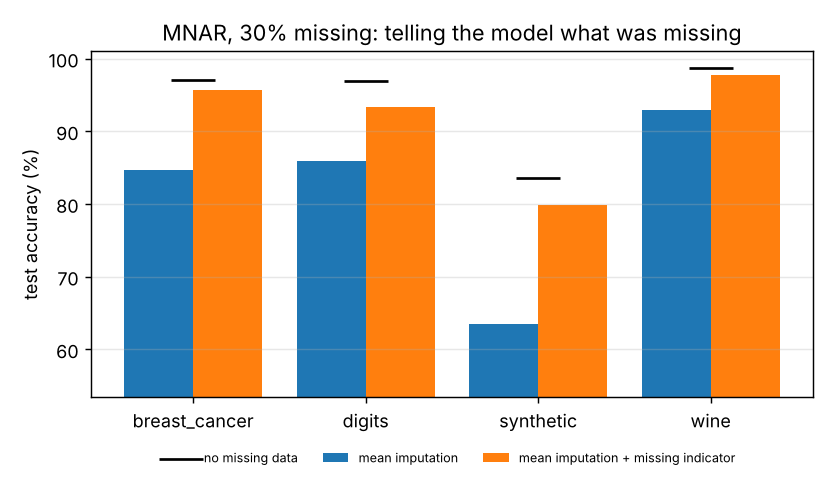 MNAR, 30% missing: telling the model what was missing
test accuracy (%)
100
90
80
70
60
breast_cancer digits synthetic wine
no missing data mean imputation mean imputation + missing indicator